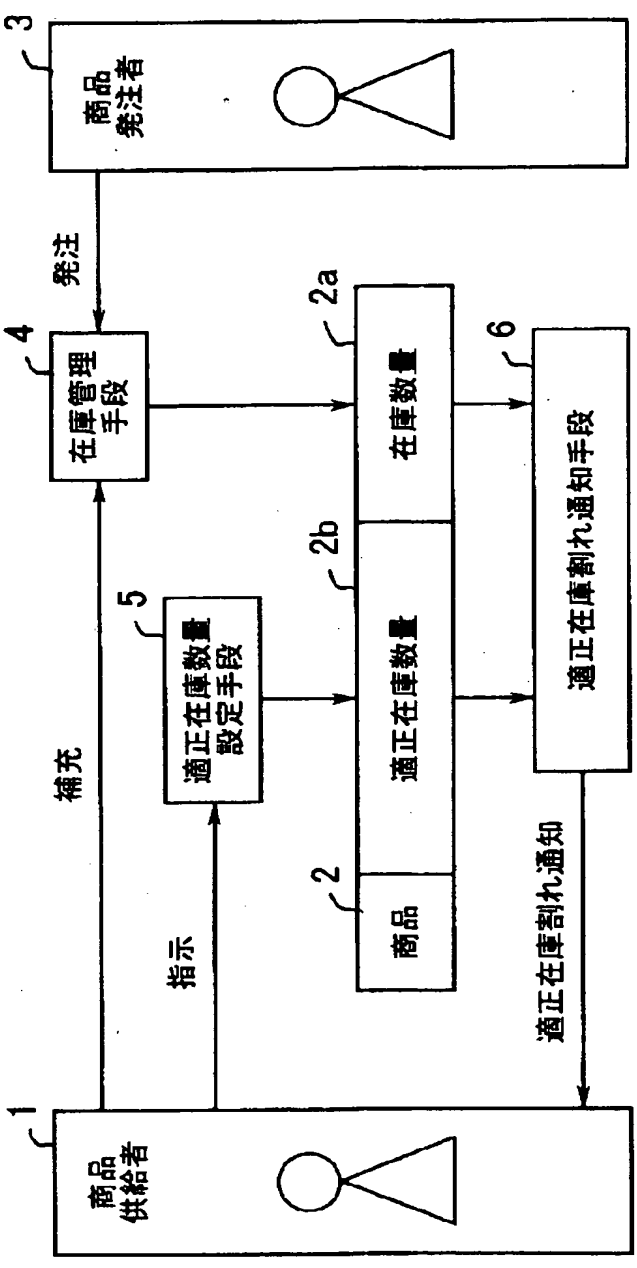 1
商品
供給者
補充
指示
適正在庫割れ通知
5
適正在庫数量
設定手段
4
在庫管理
手段
発注
3
商品
発注者
2
商品
2b
適正在庫数量
2a
在庫数量
6
適正在庫割れ通知手段